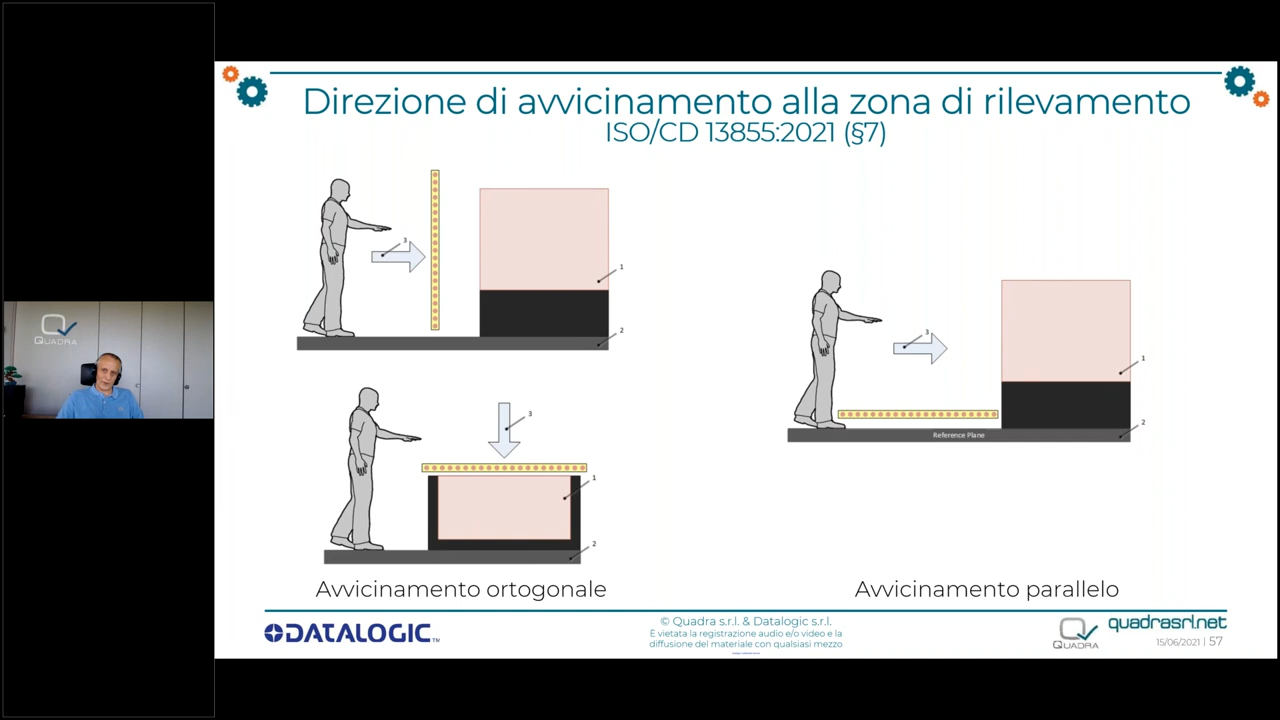 Direzione di avvicinamento alla zona di rilevamento
ISO/CD 13855:2021 (§7)
3
1
2
3
1
2
Avvicinamento ortogonale
3
1
2
Reference Plane
Avvicinamento parallelo
QUADRA
DATALOGIC™
© Quadra s.r.l. & Datalogic s.r.l.
È vietata la registrazione audio e/o video e la
diffusione del materiale con qualsiasi mezzo
QUADRA
quadrasrl.net
15/06/2021 | 57